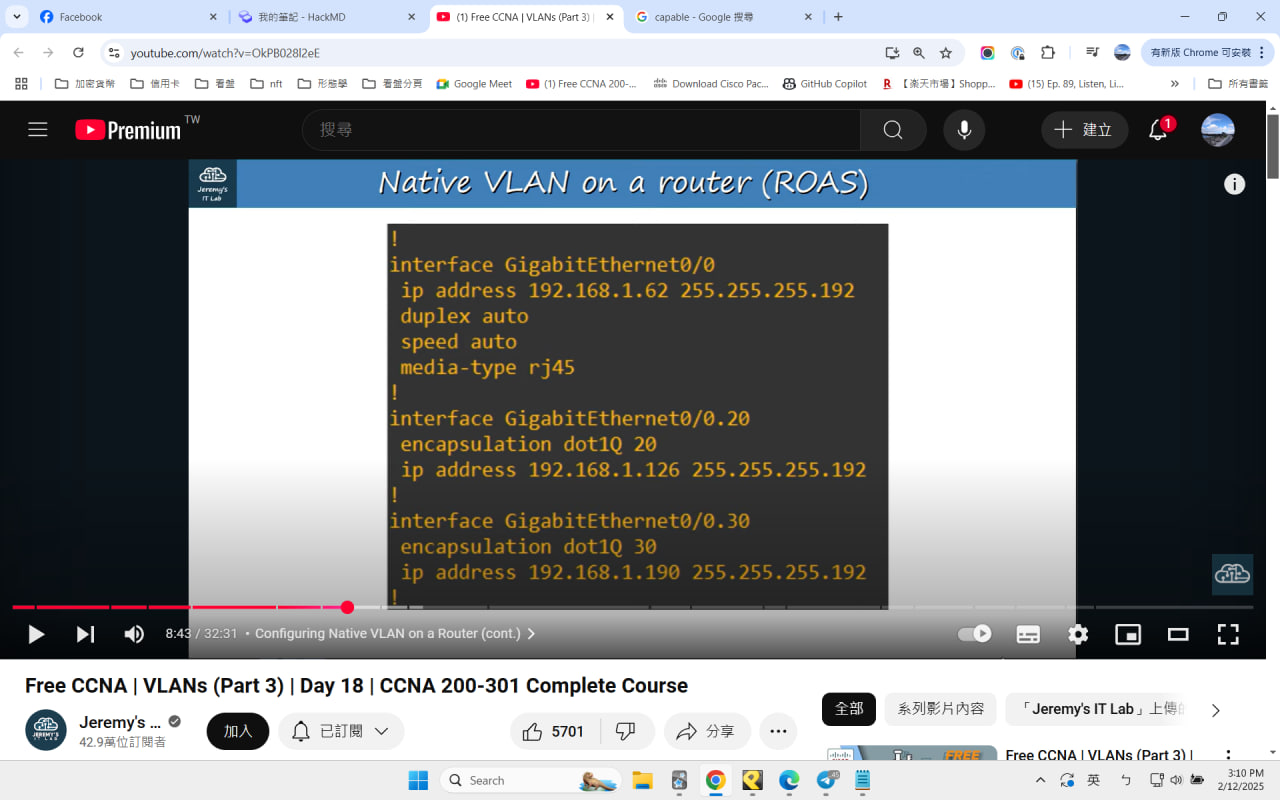 Facebook
我的筆記 - HackMD
(1) Free CCNA | VLANs (Part 3) |
capable - Google 搜尋
youtube.com/watch?v=OkPB028l2eE
有新版 Chrome 可安裝
加密貨幣
信用卡
看盤
nft
形態學
看盤分頁
Google Meet
(1) Free CCNA 200-...
Download Cisco Pac...
GitHub Copilot
【楽天市場】Shopp...
(15) Ep. 89, Listen, Li...
所有書籤
Premium TW
搜尋
建立
1
Jeremy's
IT Lab
Native VLAN on a router (ROAS)
!
interface GigabitEthernet0/0
ip address 192.168.1.62 255.255.255.192
duplex auto
speed auto
media-type rj45
!
interface GigabitEthernet0/0.20
encapsulation dot1Q 20
ip address 192.168.1.126 255.255.255.192
!
interface GigabitEthernet0/0.30
encapsulation dot1Q 30
ip address 192.168.1.190 255.255.255.192
!
8:43 / 32:31 • Configuring Native VLAN on a Router (cont.)
Free CCNA | VLANs (Part 3) | Day 18 | CCNA 200-301 Complete Course
Jeremy's ...
42.9萬位訂閱者
加入
已訂閱
5701
分享
全部
系列影片內容
「Jeremy's IT Lab」上傳的
FREE
Free CCNA | VLANs (Part 3) |
Search
45
英
ㄅ
3:10 PM
2/12/2025